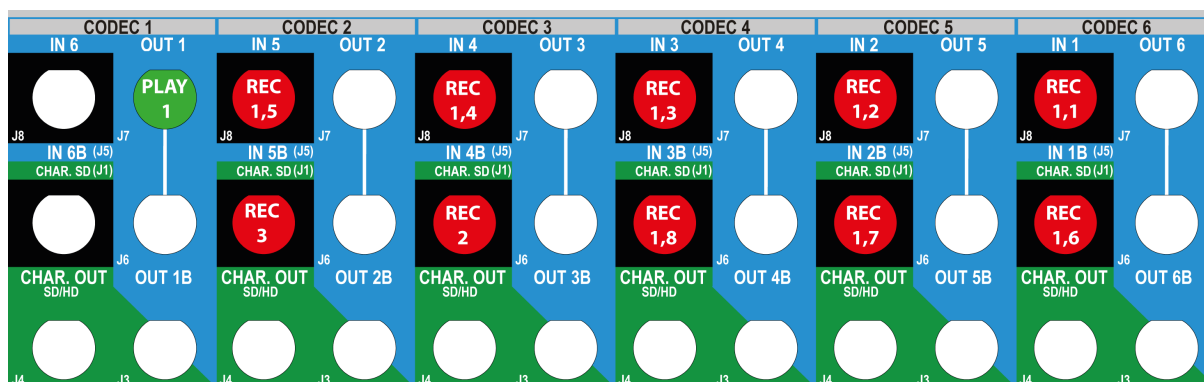 CODEC 1 CODEC 2 CODEC 3 CODEC 4 CODEC 5 CODEC 6
IN 6 OUT 1 IN 5 OUT 2 IN 4 OUT 3 IN 3 OUT 4 IN 2 OUT 5 IN 1 OUT 6
PLAY REC REC REC REC REC
1 1,5 1,4 1,3 1,2 1,1
J8 J7 J8 J7 J8 J7 J8 J7 J8 J7 J8 J7
IN 6B (J5) IN 5B (J5) IN 4B (J5) IN 3B (J5) IN 2B (J5) IN 1B (J5)
CHAR. SD (J1) CHAR. SD (J1) CHAR. SD (J1) CHAR. SD (J1) CHAR. SD (J1) CHAR. SD (J1)
REC REC REC REC REC
3 2 1,8 1,7 1,6
J6 J6 J6 J6 J6 J6
CHAR. OUT OUT 1B CHAR. OUT OUT 2B CHAR. OUT OUT 3B CHAR. OUT OUT 4B CHAR. OUT OUT 5B CHAR. OUT OUT 6B
SD/HD SD/HD SD/HD SD/HD SD/HD SD/HD
J4 J3 J4 J3 J4 J3 J4 J3 J4 J3 J4 J3